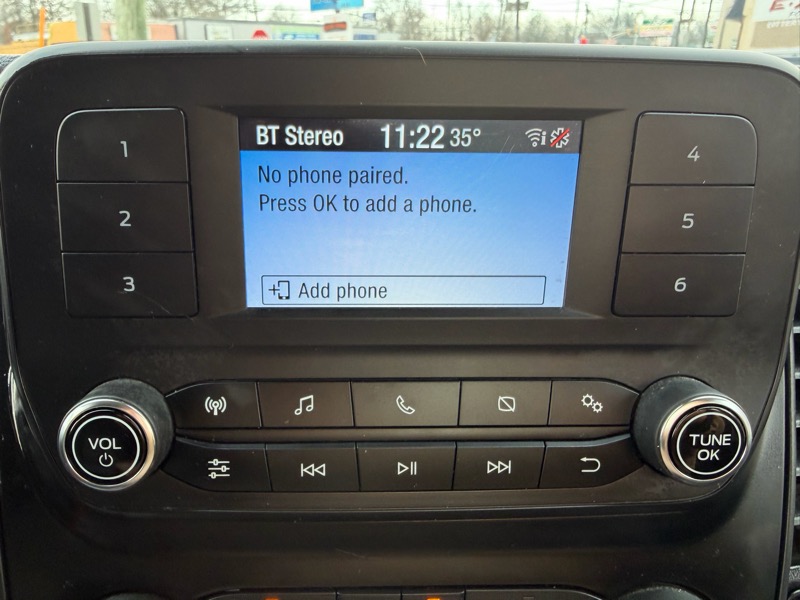 BT Stereo 11:22 35°
No phone paired.
Press OK to add a phone.
Add phone
1
2
3
4
5
6
VOL
TUNE
OK